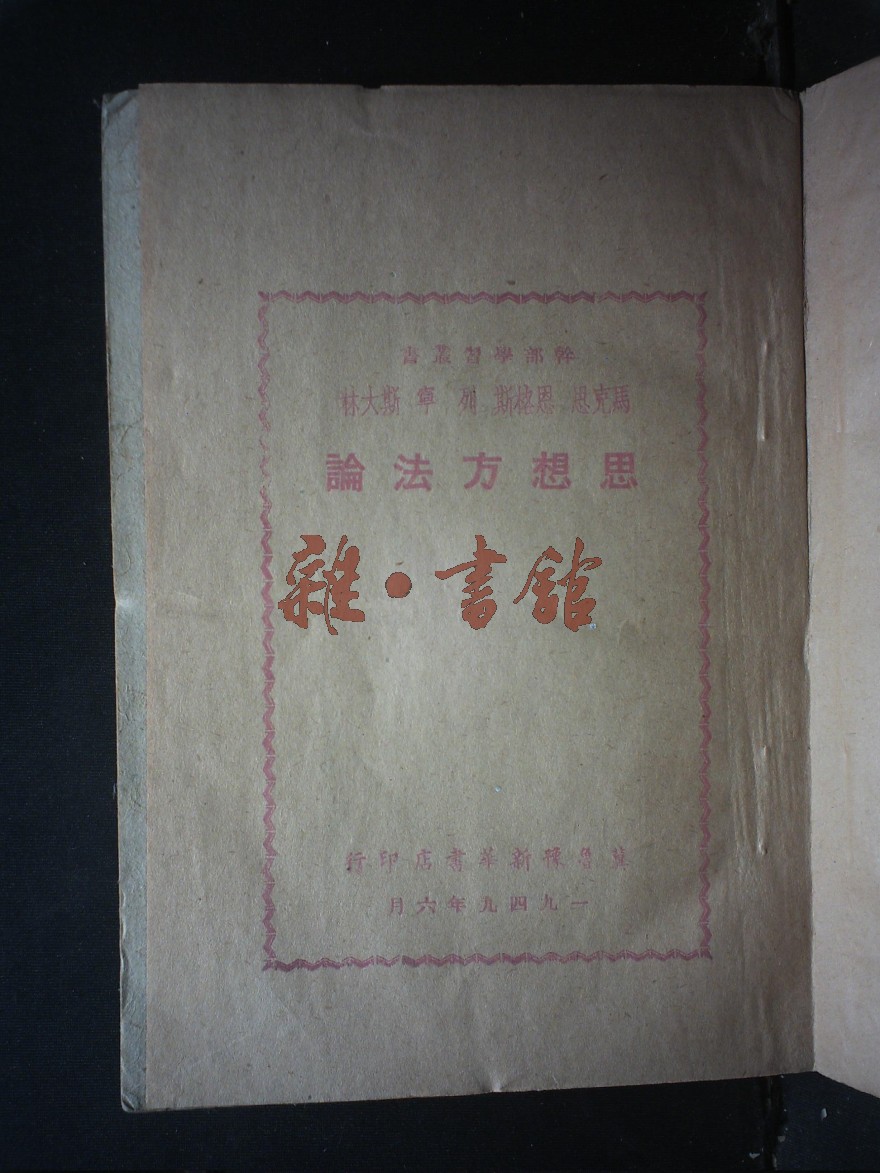 幹部學習叢書
馬克思 恩格斯 列 寧 斯大林
思想方法論
雜·書館
冀魯豫新華書店印行
一九四九年六月